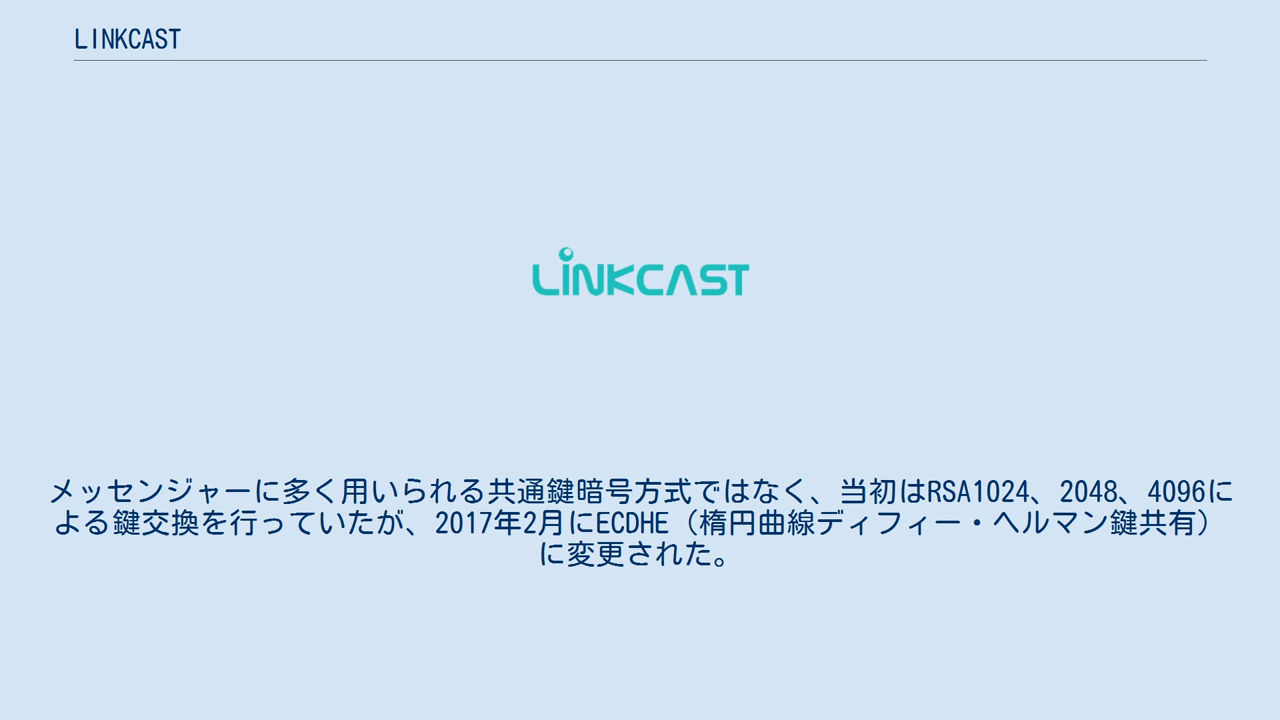 LINKCAST
LINKCAST
メッセンジャーに多く用いられる共通鍵暗号方式ではなく、当初はRSA1024、2048、4096に
よる鍵交換を行っていたが、2017年2月にECDHE（楕円曲線ディフィー・ヘルマン鍵共有）
に変更された。